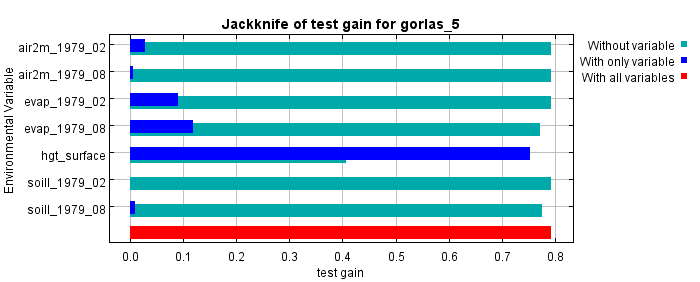 Jackknife of test gain for gorlas_5
Environmental Variable
air2m_1979_02
air2m_1979_08
evap_1979_02
evap_1979_08
hgt_surface
soill_1979_02
soill_1979_08
0.0 0.1 0.2 0.3 0.4 0.5 0.6 0.7 0.8
test gain
Without variable
With only variable
With all variables